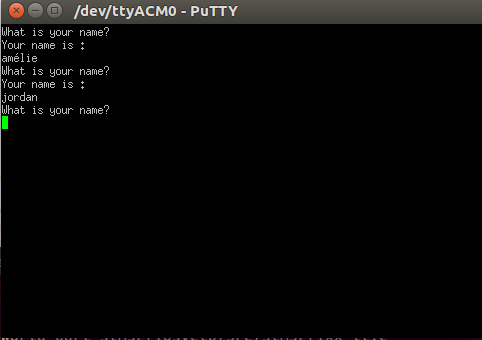 /dev/ttyACM0 - PuTTY
What is your name?
Your name is :
amélie
What is your name?
Your name is :
jordan
What is your name?